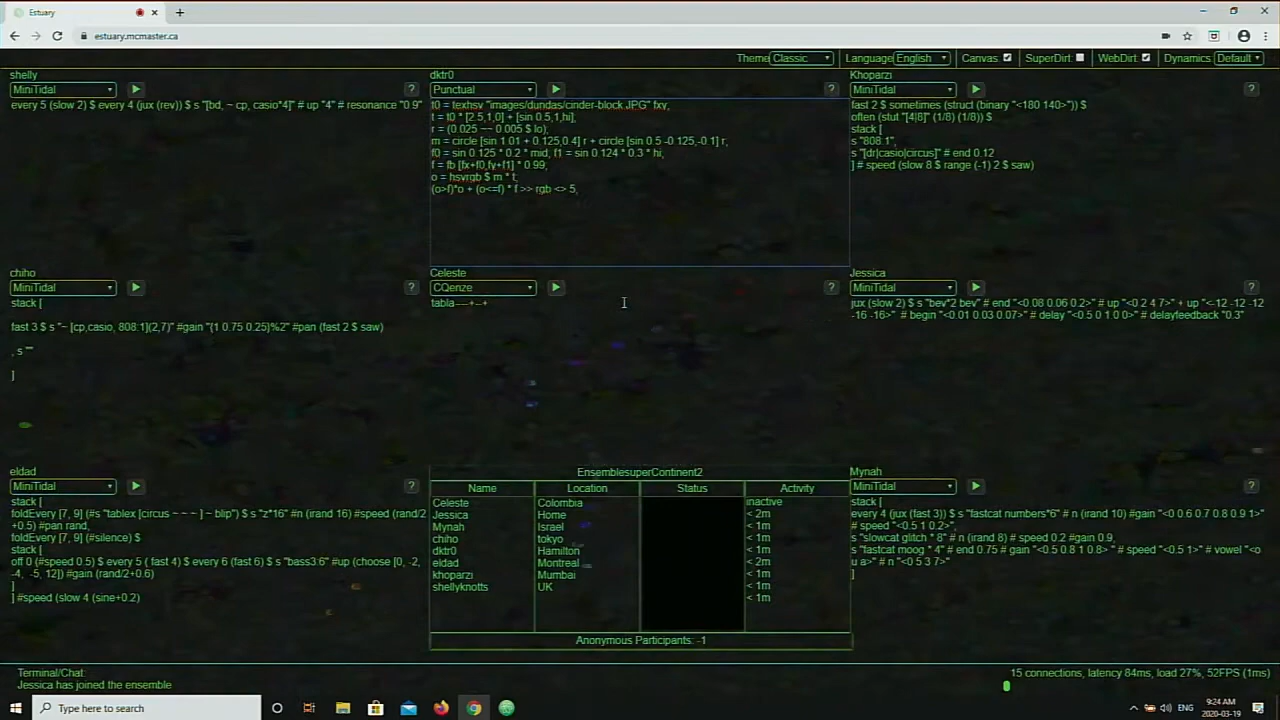 Estuary
estuary.mcmaster.ca
Theme Classic Language English Canvas SuperDirt: WebDirt Dynamics Default
shelly
MiniTidal
?
every 5 (slow 2) $ every 4 (jux (rev)) $ s "[bd, ~ cp, casio*4]" # up "4" # resonance "0.9"
dktr0
Punctual
?
t0 = texhsv "images/dundas/cinder-block.JPG" fxy;
t = t0 * [2.5,1,0] + [sin 0.5,1,hi];
r = (0.025 ~~ 0.005 $ lo);
m = circle [sin 1.01 + 0.125,0.4] r + circle [sin 0.5 -0.125,-0.1] r;
f0 = sin 0.125 * 0.2 * mid; f1 = sin 0.124 * 0.3 * hi;
f = fb [fx+f0,fy+f1] * 0.99;
o = hsvrgb $ m * t;
(o>f)*o + (o<=f) * f >> rgb <> 5;
Khoparzi
MiniTidal
?
fast 2 $ sometimes (struct (binary "<180 140>")) $
often (stut "[4|8]" (1/8) (1/8)) $
stack [
s "808:1",
s "[dr|casio|circus]" # end 0.12
] # speed (slow 8 $ range (-1) 2 $ saw)
chiho
MiniTidal
?
stack [
fast 3 $ s "~ [cp,casio, 808:1](2,7)" #gain "{1 0.75 0.25}%2" #pan (fast 2 $ saw)
, s ""
]
Celeste
CQenze
?
tabla----+--+
Jessica
MiniTidal
?
jux (slow 2) $ s "bev*2 bev" # end "<0.08 0.06 0.2>" # up "<0 2 4 7>" + up "<-12 -12 -12
-16 -16>" # begin "<0.01 0.03 0.07>" # delay "<0.5 0 1 0 0>" # delayfeedback "0.3"
eldad
MiniTidal
?
stack [
foldEvery [7, 9] (#s "tablex [circus ~ ~ ~ ] ~ blip") $ s "z*16" #n (irand 16) #speed (rand/2
+0.5) #pan rand,
foldEvery [7, 9] (#silence) $
stack [
off 0 (#speed 0.5) $ every 5 ( fast 4) $ every 6 (fast 6) $ s "bass3:6" #up (choose [0, -2,
-4, -5, 12]) #gain (rand/2+0.6)
]
] #speed (slow 4 (sine+0.2)
EnsemblesuperContinent2
Name Location Status Activity
Celeste Colombia inactive
Jessica Home < 2m
Mynah Israel < 1m
chiho tokyo < 1m
dktr0 Hamilton < 1m
eldad Montreal < 2m
khoparzi Mumbai < 1m
shellyknotts UK < 1m
< 1m
Anonymous Participants: -1
Mynah
MiniTidal
?
stack [
every 4 (jux (fast 3)) $ s "fastcat numbers*6" # n (irand 10) #gain "<0 0.6 0.7 0.8 0.9 1>"
# speed "<0.5 1 0.2>",
s "slowcat glitch * 8" # n (irand 8) # speed 0.2 #gain 0.9,
s "fastcat moog * 4" # end 0.75 # gain "<0.5 0.8 1 0.8>" # speed "<0.5 1>" # vowel "<o
u a>" # n "<0 5 3 7>"
]
Terminal/Chat:
Jessica has joined the ensemble
15 connections, latency 84ms, load 27%, 52FPS (1ms)
Type here to search
ENG
9:24 AM
2020-03-19